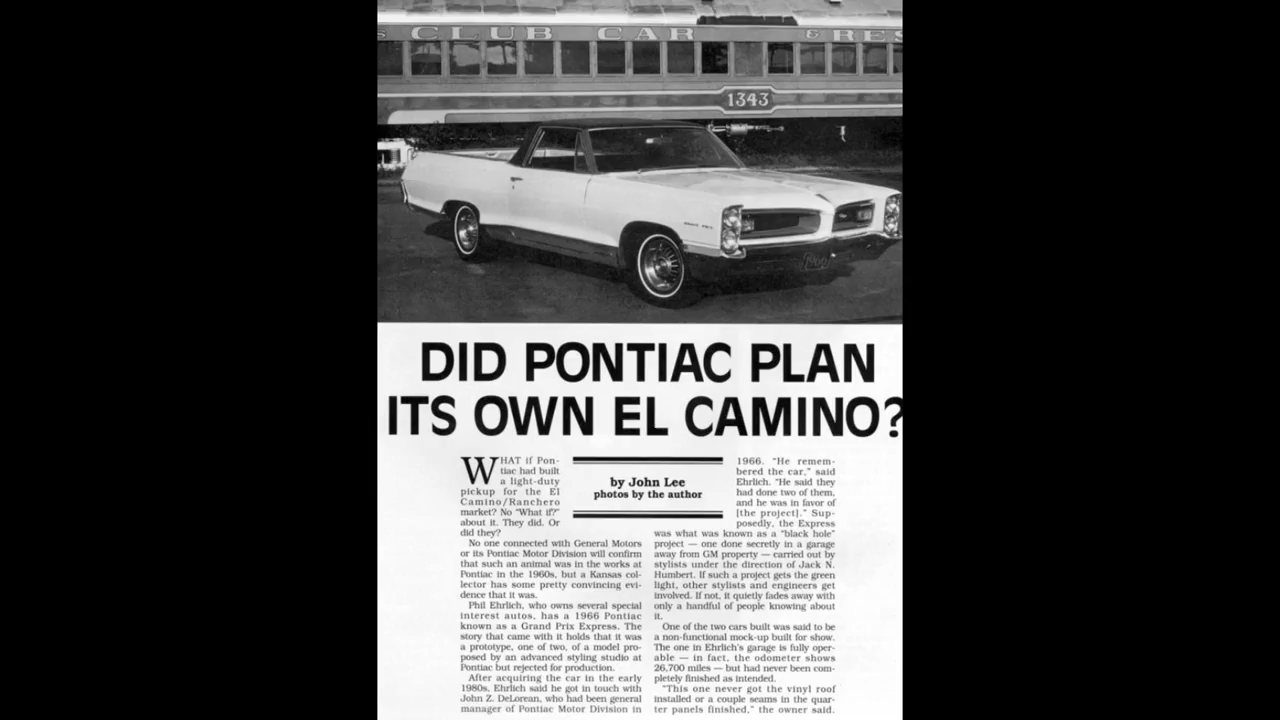 S CLUB CAR & RES
1343
DID PONTIAC PLAN
ITS OWN EL CAMINO?
by John Lee
photos by the author
WHAT if Pon-
tiac had built
a light-duty
pickup for the El
Camino/Ranchero
market? No "What if?"
about it. They did. Or
did they?
No one connected with General Motors
or its Pontiac Motor Division will confirm
that such an animal was in the works at
Pontiac in the 1960s, but a Kansas col-
lector has some pretty convincing evi-
dence that it was.
Phil Ehrlich, who owns several special
interest autos, has a 1966 Pontiac
known as a Grand Prix Express. The
story that came with it holds that it was
a prototype, one of two, of a model pro-
posed by an advanced styling studio at
Pontiac but rejected for production.
After acquiring the car in the early
1980s, Ehrlich said he got in touch with
John Z. DeLorean, who had been general
manager of Pontiac Motor Division in
1966. "He remem-
bered the car," said
Ehrlich. "He said they
had done two of them,
and he was in favor of
[the project]." Sup-
posedly, the Express
was what was known as a "black hole"
project — one done secretly in a garage
away from GM property — carried out by
stylists under the direction of Jack N.
Humbert. If such a project gets the green
light, other stylists and engineers get
involved. If not, it quietly fades away with
only a handful of people knowing about
it.
One of the two cars built was said to be
a non-functional mock-up built for show.
The one in Ehrlich's garage is fully oper-
able — in fact, the odometer shows
26,700 miles — but had never been com-
pletely finished as intended.
"This one never got the vinyl roof
installed or a couple seams in the quar-
ter panels finished," the owner said.